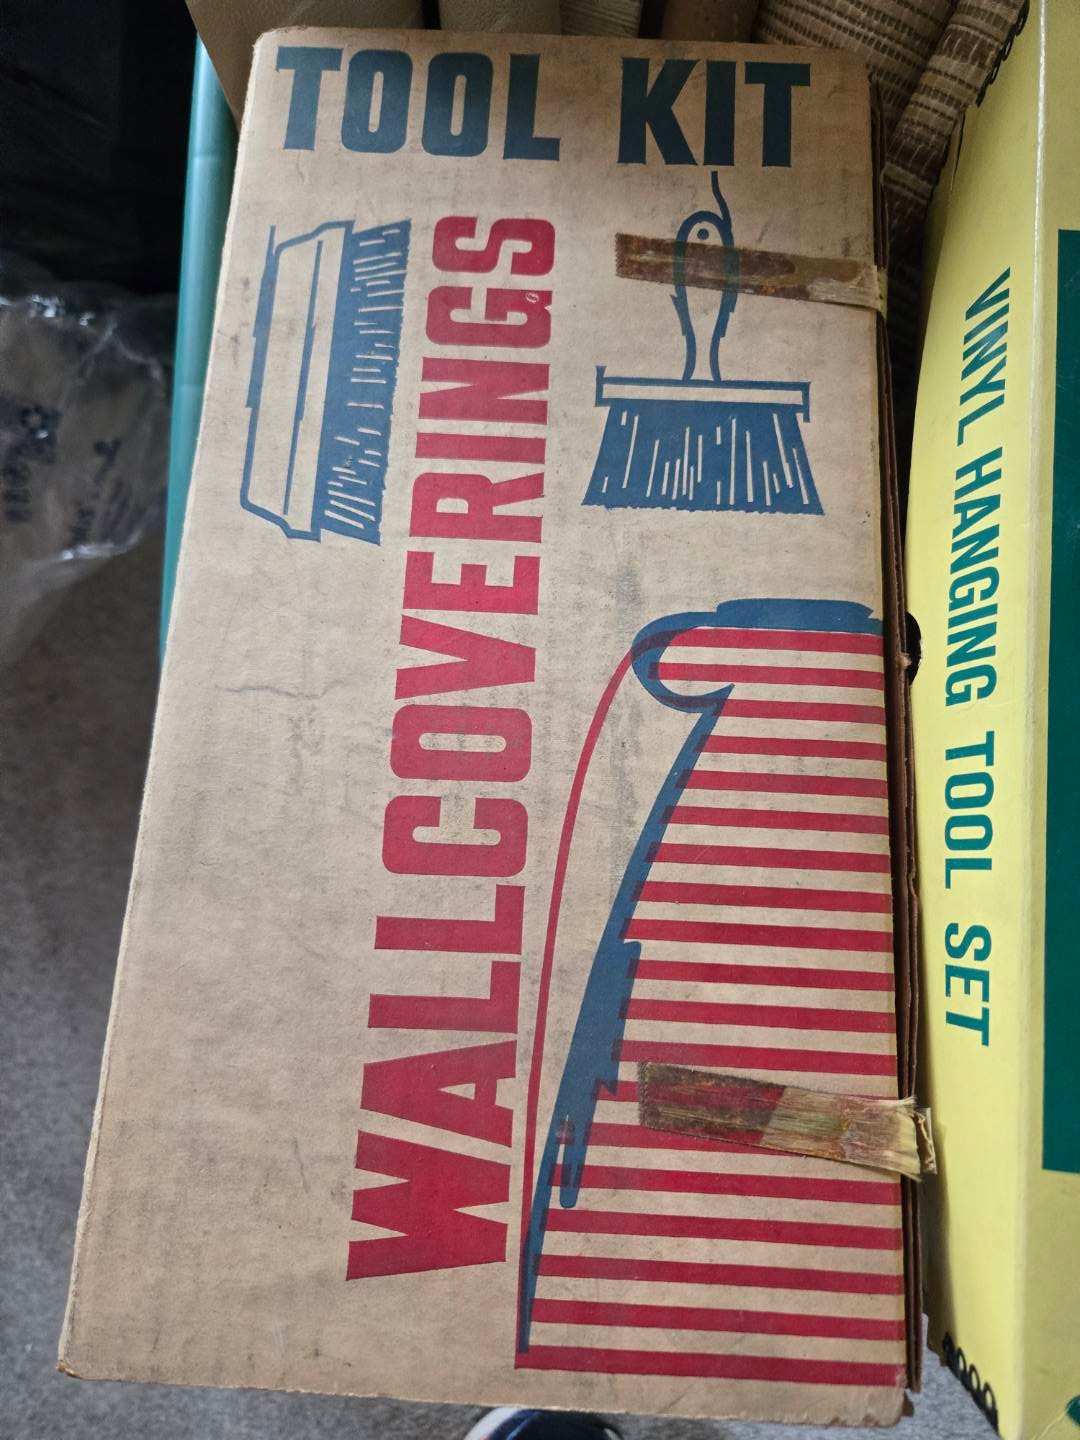 TOOL KIT
WALLCOVERINGS
VINYL HANGING TOOL SET